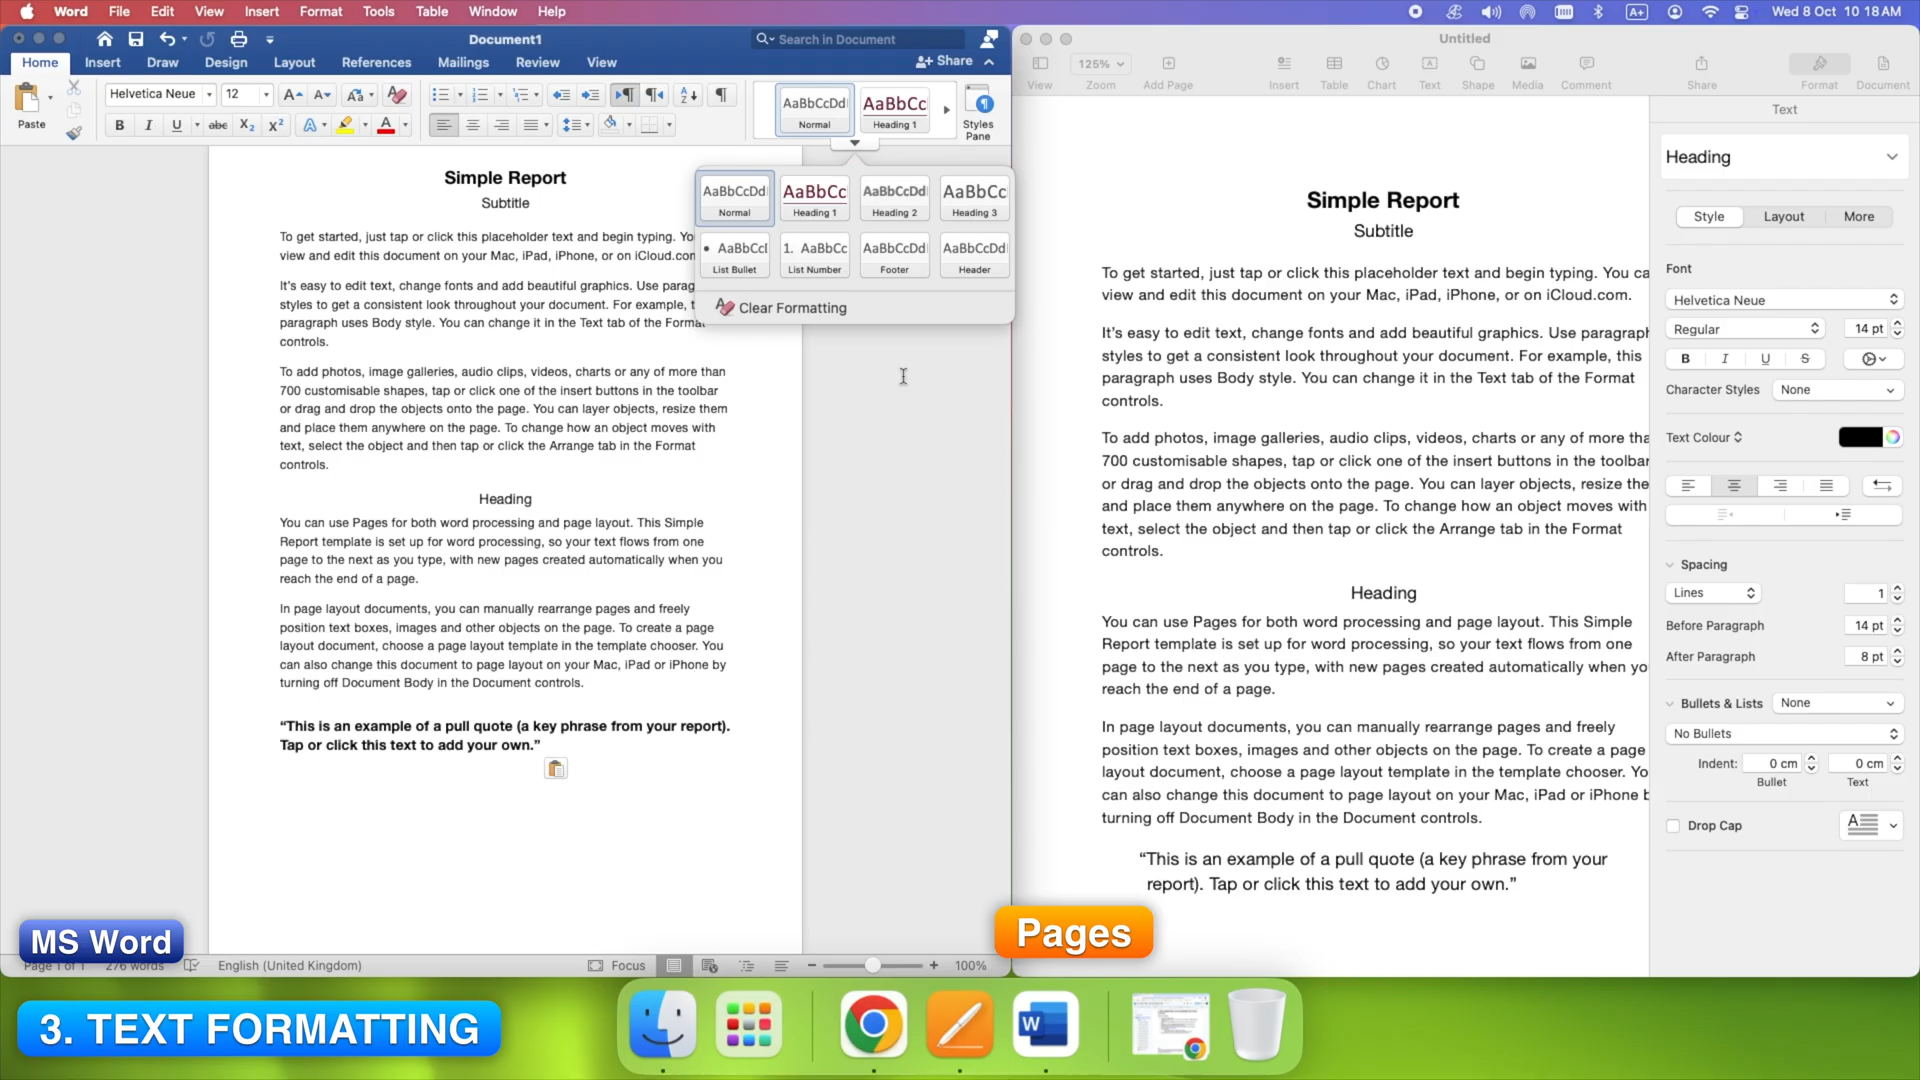 Word File Edit View Insert Format Tools Table Window Help
A+
Wed 8 Oct 10 18 AM
Document1
Search in Document
Home Insert Draw Design Layout References Mailings Review View
Share
Paste
Helvetica Neue 12
B I U abc X₂ X²
AaBbCcDd
Normal
AaBbCc
Heading 1
Styles
Pane
AaBbCcDd AaBbCc AaBbCcDd AaBbCc
Normal Heading 1 Heading 2 Heading 3
• AaBbCcI 1. AaBbCc AaBbCcDd AaBbCcDd
List Bullet List Number Footer Header
Clear Formatting
Simple Report
Subtitle
To get started, just tap or click this placeholder text and begin typing. Yo
view and edit this document on your Mac, iPad, iPhone, or on iCloud.com
It’s easy to edit text, change fonts and add beautiful graphics. Use parag
styles to get a consistent look throughout your document. For example, t
paragraph uses Body style. You can change it in the Text tab of the Format
controls.
To add photos, image galleries, audio clips, videos, charts or any of more than
700 customisable shapes, tap or click one of the insert buttons in the toolbar
or drag and drop the objects onto the page. You can layer objects, resize them
and place them anywhere on the page. To change how an object moves with
text, select the object and then tap or click the Arrange tab in the Format
controls.
Heading
You can use Pages for both word processing and page layout. This Simple
Report template is set up for word processing, so your text flows from one
page to the next as you type, with new pages created automatically when you
reach the end of a page.
In page layout documents, you can manually rearrange pages and freely
position text boxes, images and other objects on the page. To create a page
layout document, choose a page layout template in the template chooser. You
can also change this document to page layout on your Mac, iPad or iPhone by
turning off Document Body in the Document controls.
“This is an example of a pull quote (a key phrase from your report).
Tap or click this text to add your own.”
MS Word
Page 1 of 1 276 words English (United Kingdom) Focus 100%
Untitled
125%
View Zoom Add Page Insert Table Chart Text Shape Media Comment Share Format Document
Simple Report
Subtitle
To get started, just tap or click this placeholder text and begin typing. You ca
view and edit this document on your Mac, iPad, iPhone, or on iCloud.com.
It’s easy to edit text, change fonts and add beautiful graphics. Use paragraph
styles to get a consistent look throughout your document. For example, this
paragraph uses Body style. You can change it in the Text tab of the Format
controls.
To add photos, image galleries, audio clips, videos, charts or any of more tha
700 customisable shapes, tap or click one of the insert buttons in the toolbar
or drag and drop the objects onto the page. You can layer objects, resize the
and place them anywhere on the page. To change how an object moves with
text, select the object and then tap or click the Arrange tab in the Format
controls.
Heading
You can use Pages for both word processing and page layout. This Simple
Report template is set up for word processing, so your text flows from one
page to the next as you type, with new pages created automatically when yo
reach the end of a page.
In page layout documents, you can manually rearrange pages and freely
position text boxes, images and other objects on the page. To create a page
layout document, choose a page layout template in the template chooser. Yo
can also change this document to page layout on your Mac, iPad or iPhone b
turning off Document Body in the Document controls.
“This is an example of a pull quote (a key phrase from your
report). Tap or click this text to add your own.”
Pages
Text
Heading
Style Layout More
Font
Helvetica Neue
Regular 14 pt
B I U S
Character Styles None
Text Colour
Spacing
Lines 1
Before Paragraph 14 pt
After Paragraph 8 pt
Bullets & Lists None
No Bullets
Indent: 0 cm 0 cm
Bullet Text
Drop Cap
3. TEXT FORMATTING
W